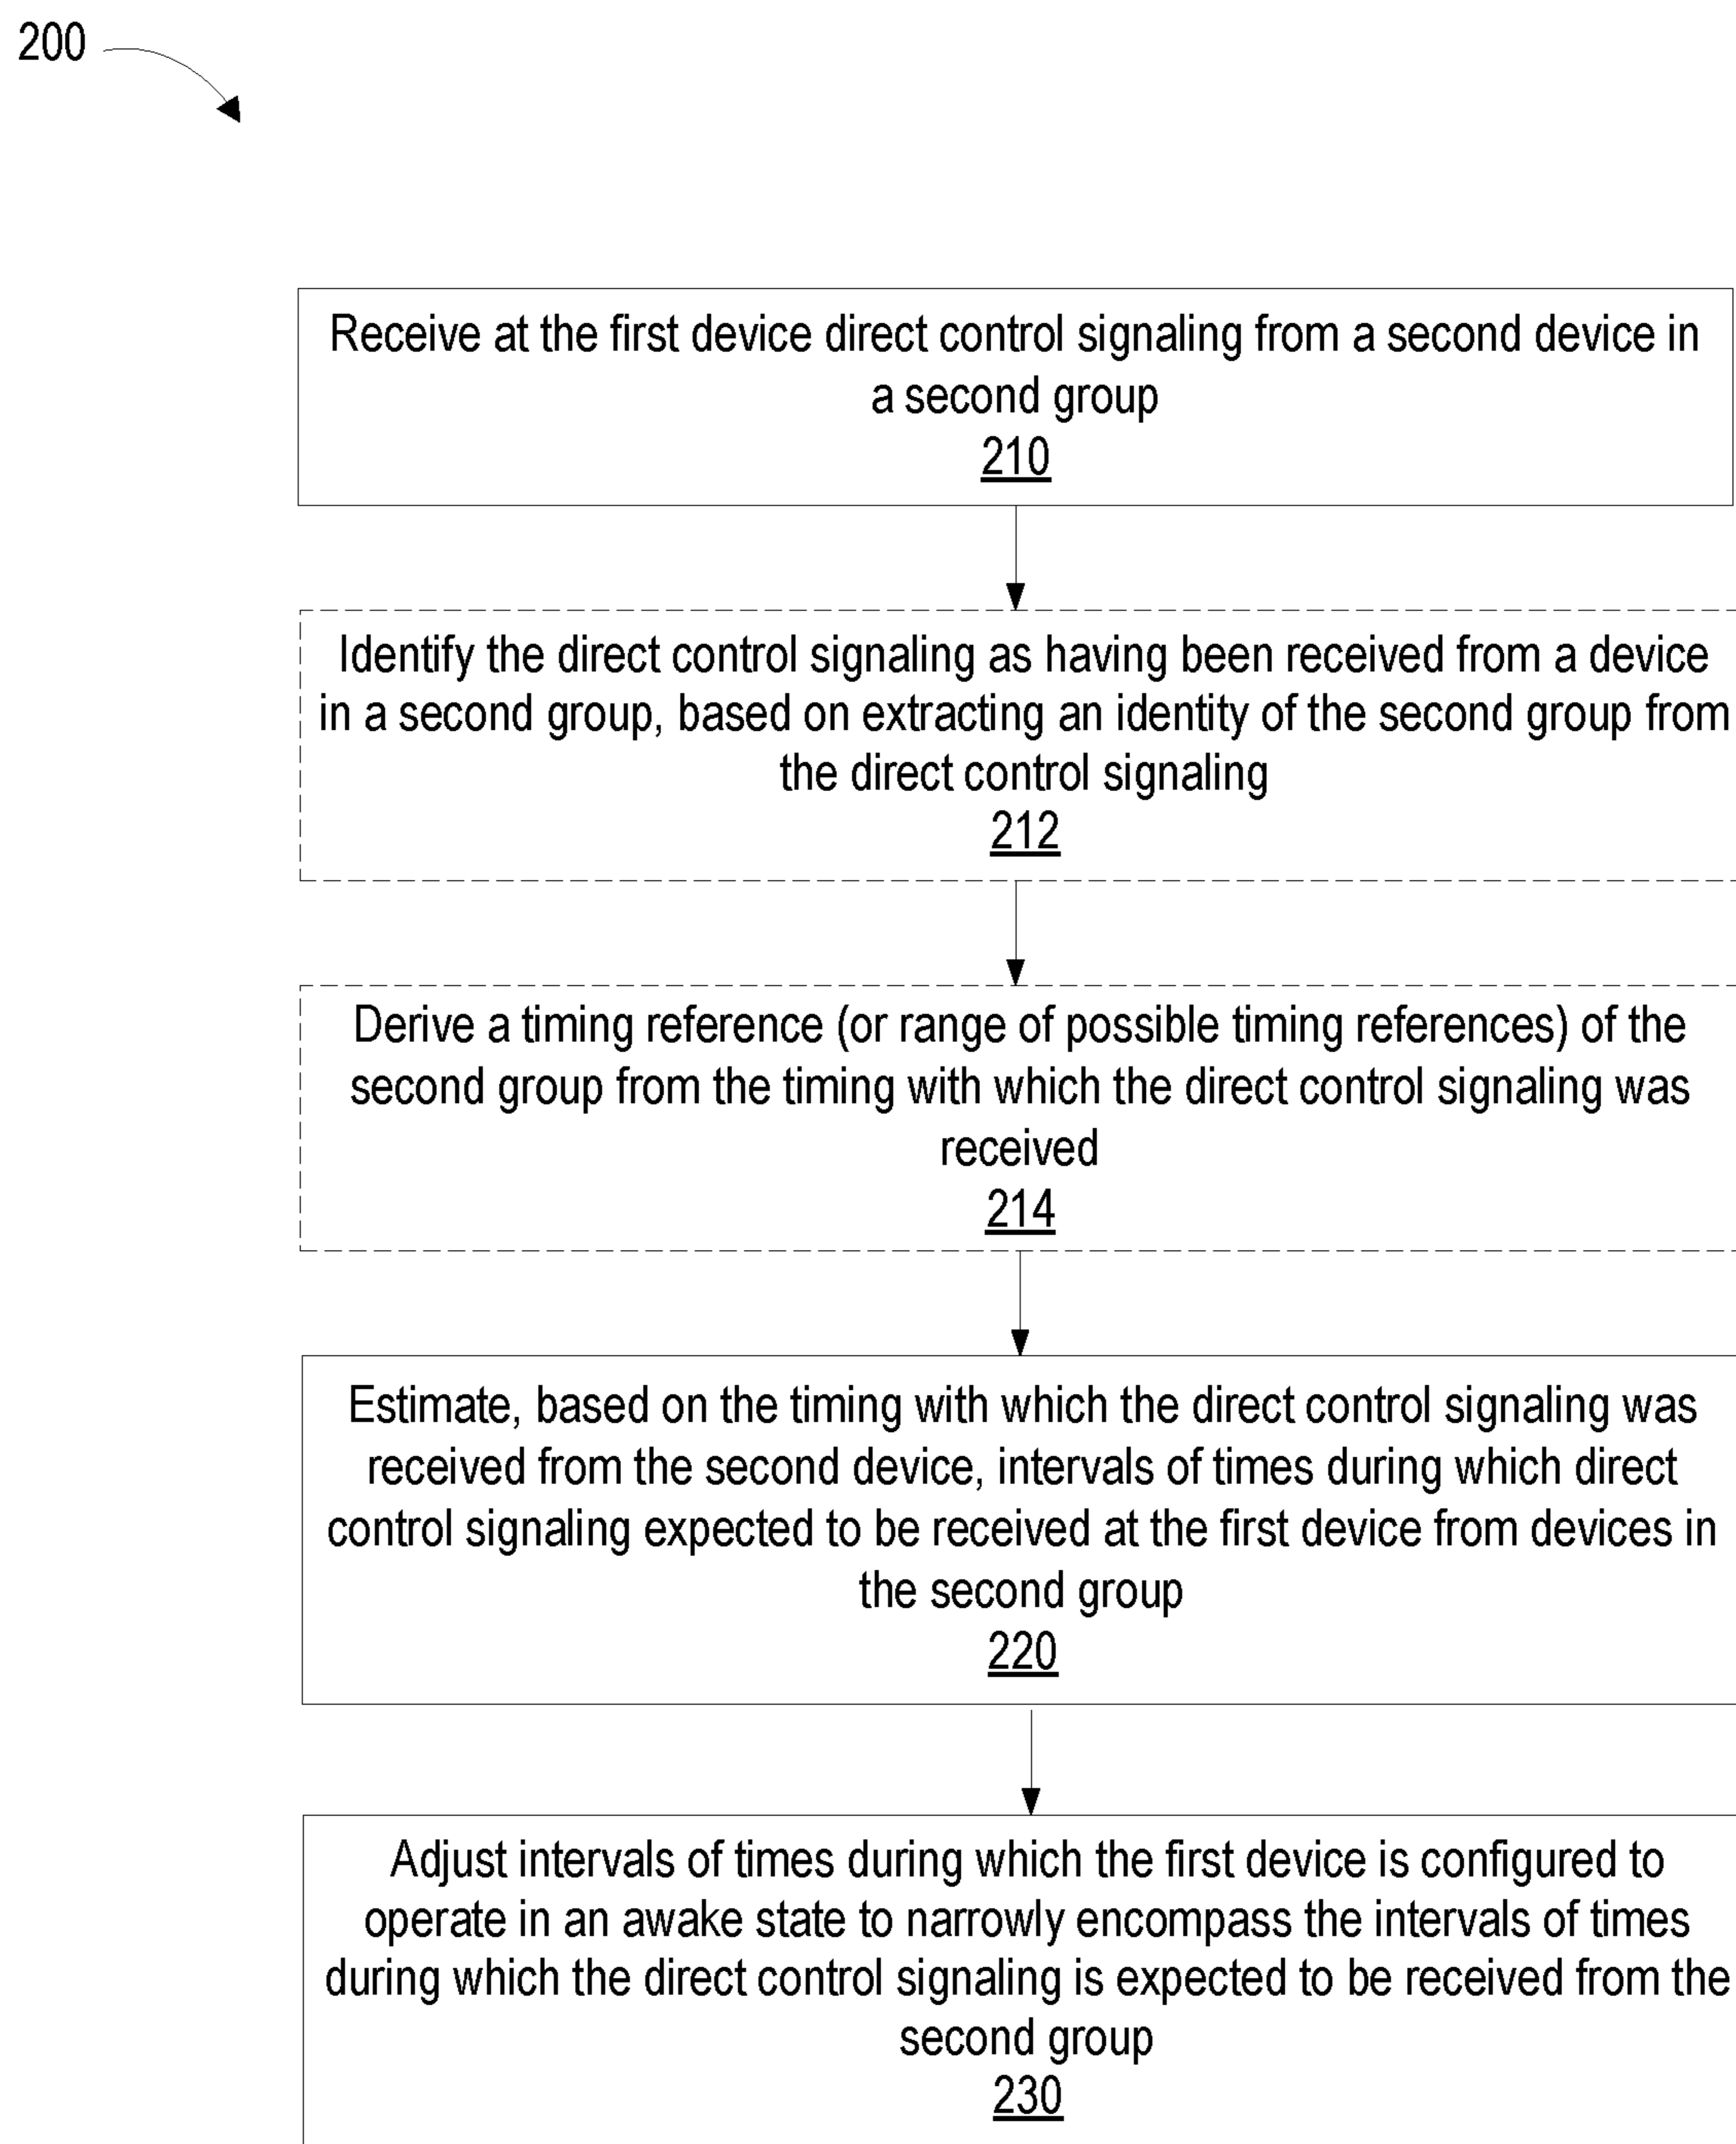 200
Receive at the first device direct control signaling from a second device in
a second group
210
Identify the direct control signaling as having been received from a device
in a second group, based on extracting an identity of the second group from
the direct control signaling
212
Derive a timing reference (or range of possible timing references) of the
second group from the timing with which the direct control signaling was
received
214
Estimate, based on the timing with which the direct control signaling was
received from the second device, intervals of times during which direct
control signaling expected to be received at the first device from devices in
the second group
220
Adjust intervals of times during which the first device is configured to
operate in an awake state to narrowly encompass the intervals of times
during which the direct control signaling is expected to be received from the
second group
230